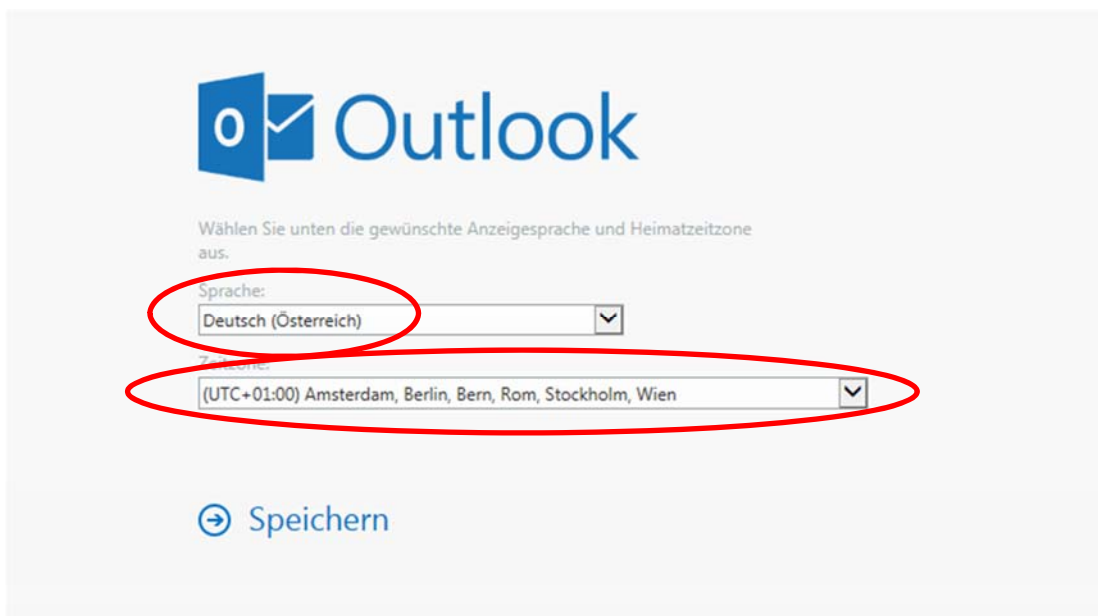 O Outlook
Wählen Sie unten die gewünschte Anzeigesprache und Heimatzeitzone
aus.
Sprache:
Deutsch (Österreich)
Zeitzone:
(UTC+01:00) Amsterdam, Berlin, Bern, Rom, Stockholm, Wien
Speichern